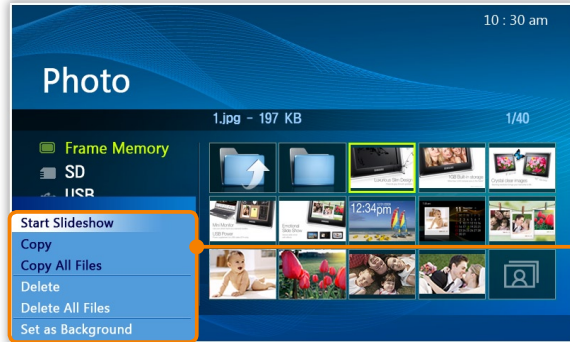 10 : 30 am
Photo
1.jpg - 197 KB 1/40
Frame Memory
SD
USB
Start Slideshow
Copy
Copy All Files
Delete
Delete All Files
Set as Background
12:34pm